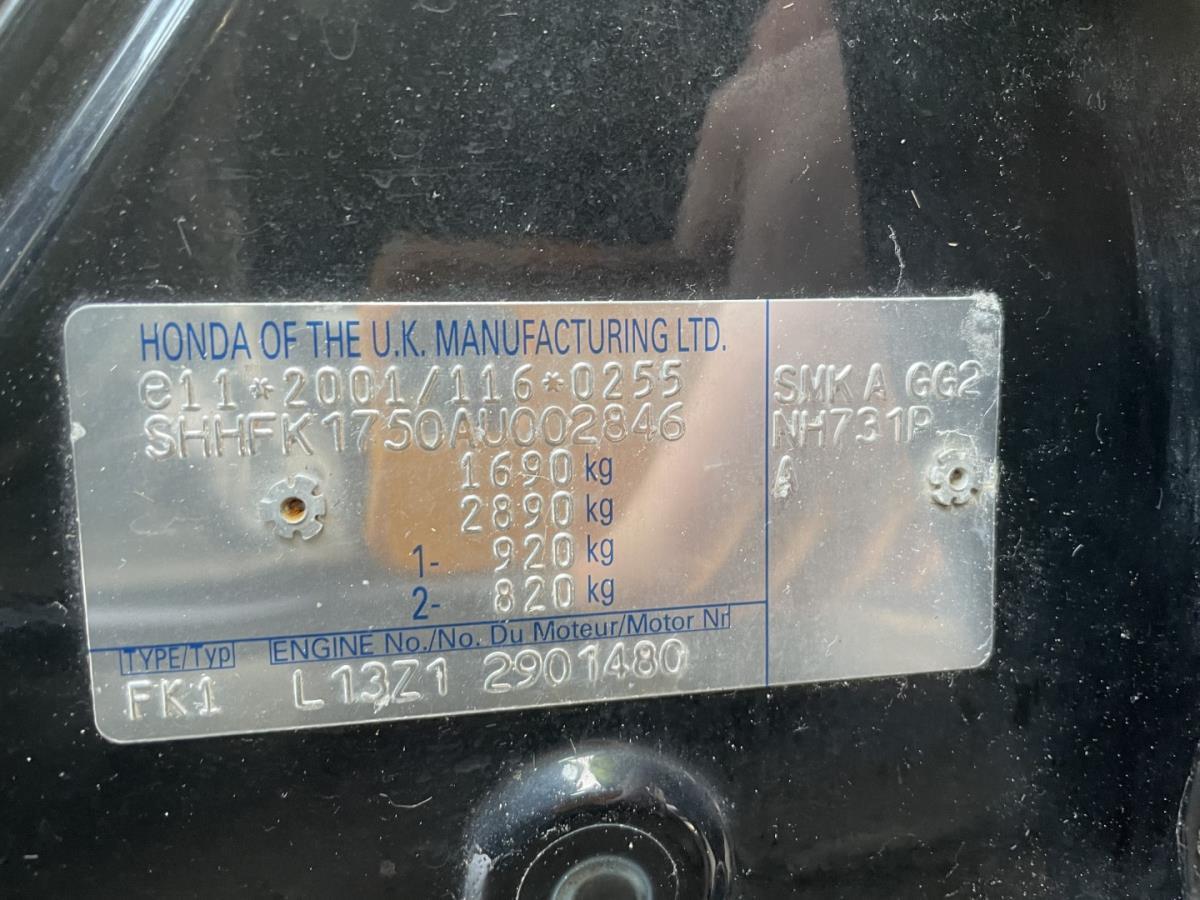 HONDA OF THE U.K. MANUFACTURING LTD.
e11*2001/116*0255
SHHFK1750AU002846
1690 kg
2890 kg
1- 920 kg
2- 820 kg
TYPE/Typ ENGINE No./No. Du Moteur/Motor Nr
FK1 L13Z1 2901480
SMK A GG2
NH731P
A